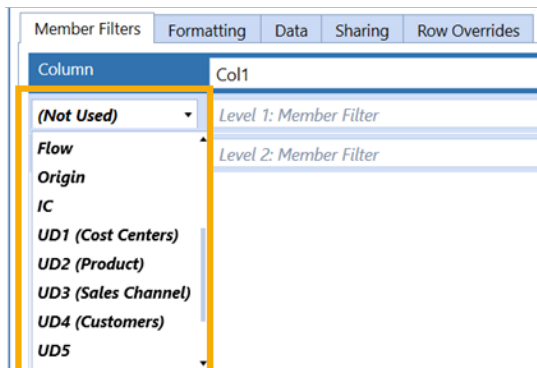 Member Filters Formatting Data Sharing Row Overrides
Column Col1
(Not Used) Level 1: Member Filter
Flow Level 2: Member Filter
Origin
IC
UD1 (Cost Centers)
UD2 (Product)
UD3 (Sales Channel)
UD4 (Customers)
UD5